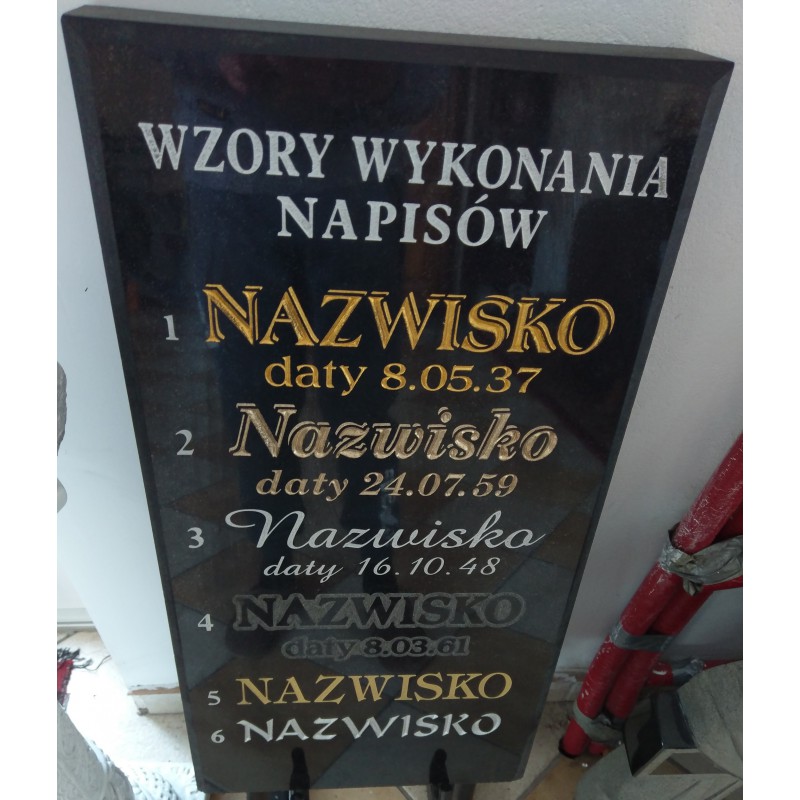 WZORY WYKONANIA
NAPISÓW
1 NAZWISKO
daty 8.05.37
2 Nazwisko
daty 24.07.59
3 Nazwisko
daty 16.10.48
4 NAZWISKO
daty 8.03.61
5 NAZWISKO
6 NAZWISKO